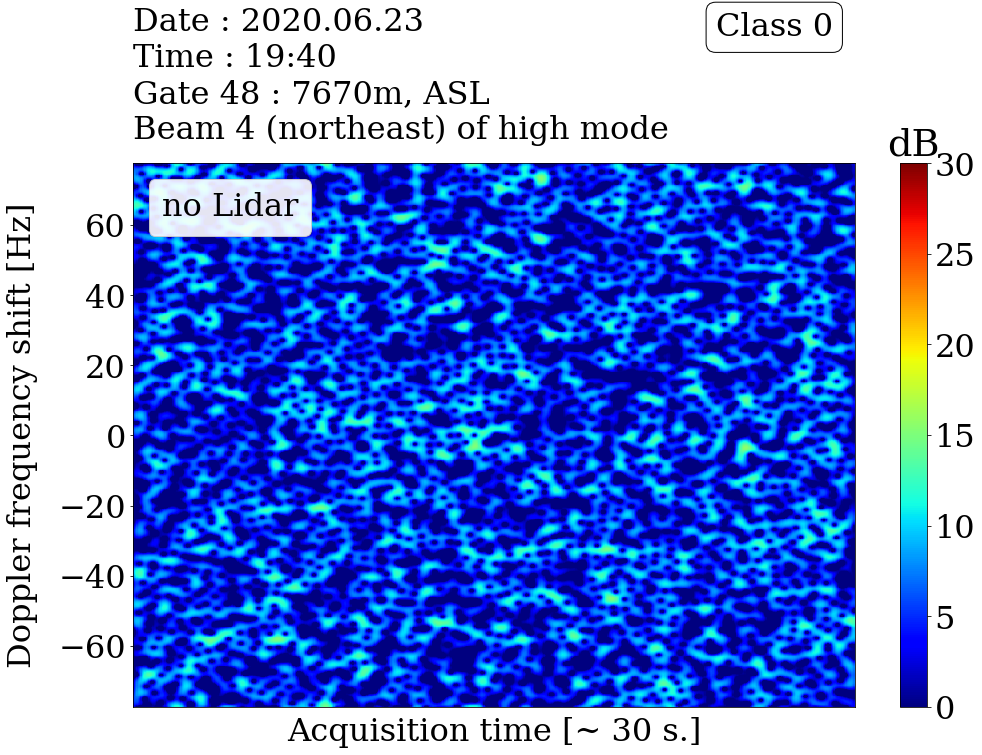 Date : 2020.06.23
Time : 19:40
Gate 48 : 7670m, ASL
Beam 4 (northeast) of high mode
Class 0
dB
no Lidar
Doppler frequency shift [Hz]
60
40
20
0
−20
−40
−60
30
25
20
15
10
5
0
Acquisition time [~ 30 s.]